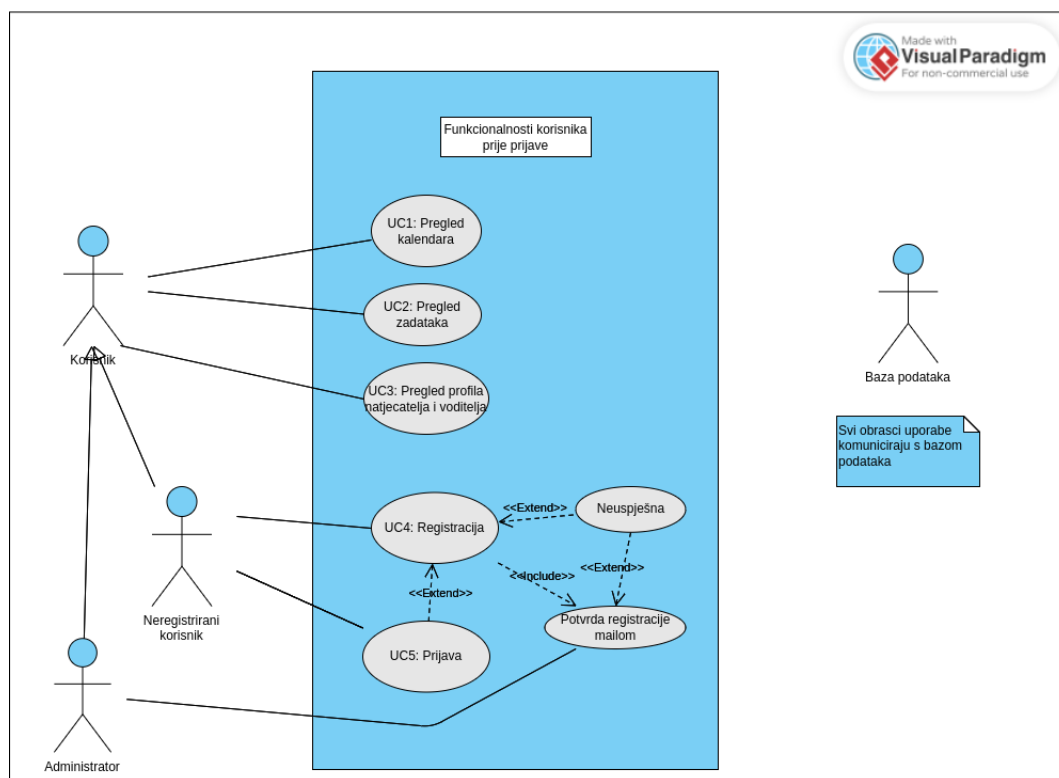 Made with
Visual Paradigm
For non-commercial use
Funkcionalnosti korisnika
prije prijave
UC1: Pregled
kalendara
UC2: Pregled
zadataka
Korisnik
UC3: Pregled profila
natjecatelja i voditelja
Baza podataka
Svi obrasci uporabe
komuniciraju s bazom
podataka
UC4: Registracija
<<Extend>>
Neuspješna
<<Include>>
<<Extend>>
<<Extend>>
Neregistrirani
korisnik
UC5: Prijava
Potvrda registracije
mailom
Administrator